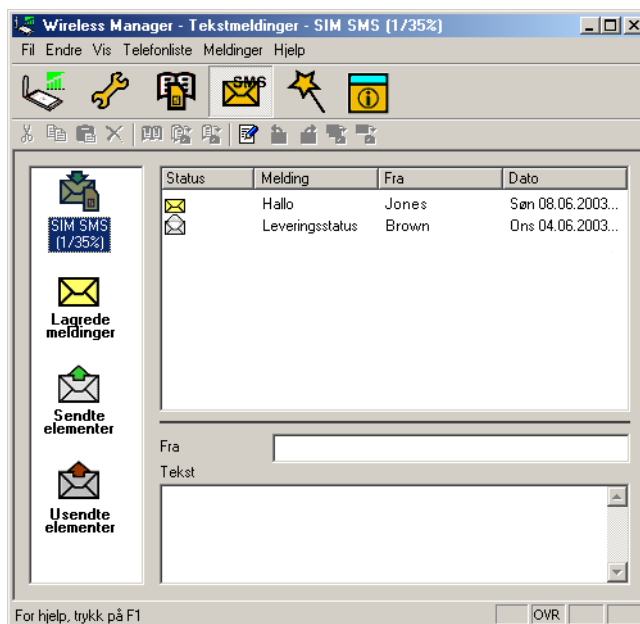 Wireless Manager - Tekstmeldinger - SIM SMS (1/35%)
Fil Endre Vis Telefonliste Meldinger Hjelp
SMS
SIM SMS
(1/35%)
Lagrede
meldinger
Sendte
elementer
Usendte
elementer
Status Melding Fra Dato
Hallo Jones Søn 08.06.2003...
Leveringsstatus Brown Ons 04.06.2003...
Fra
Tekst
For hjelp, trykk på F1 OVR